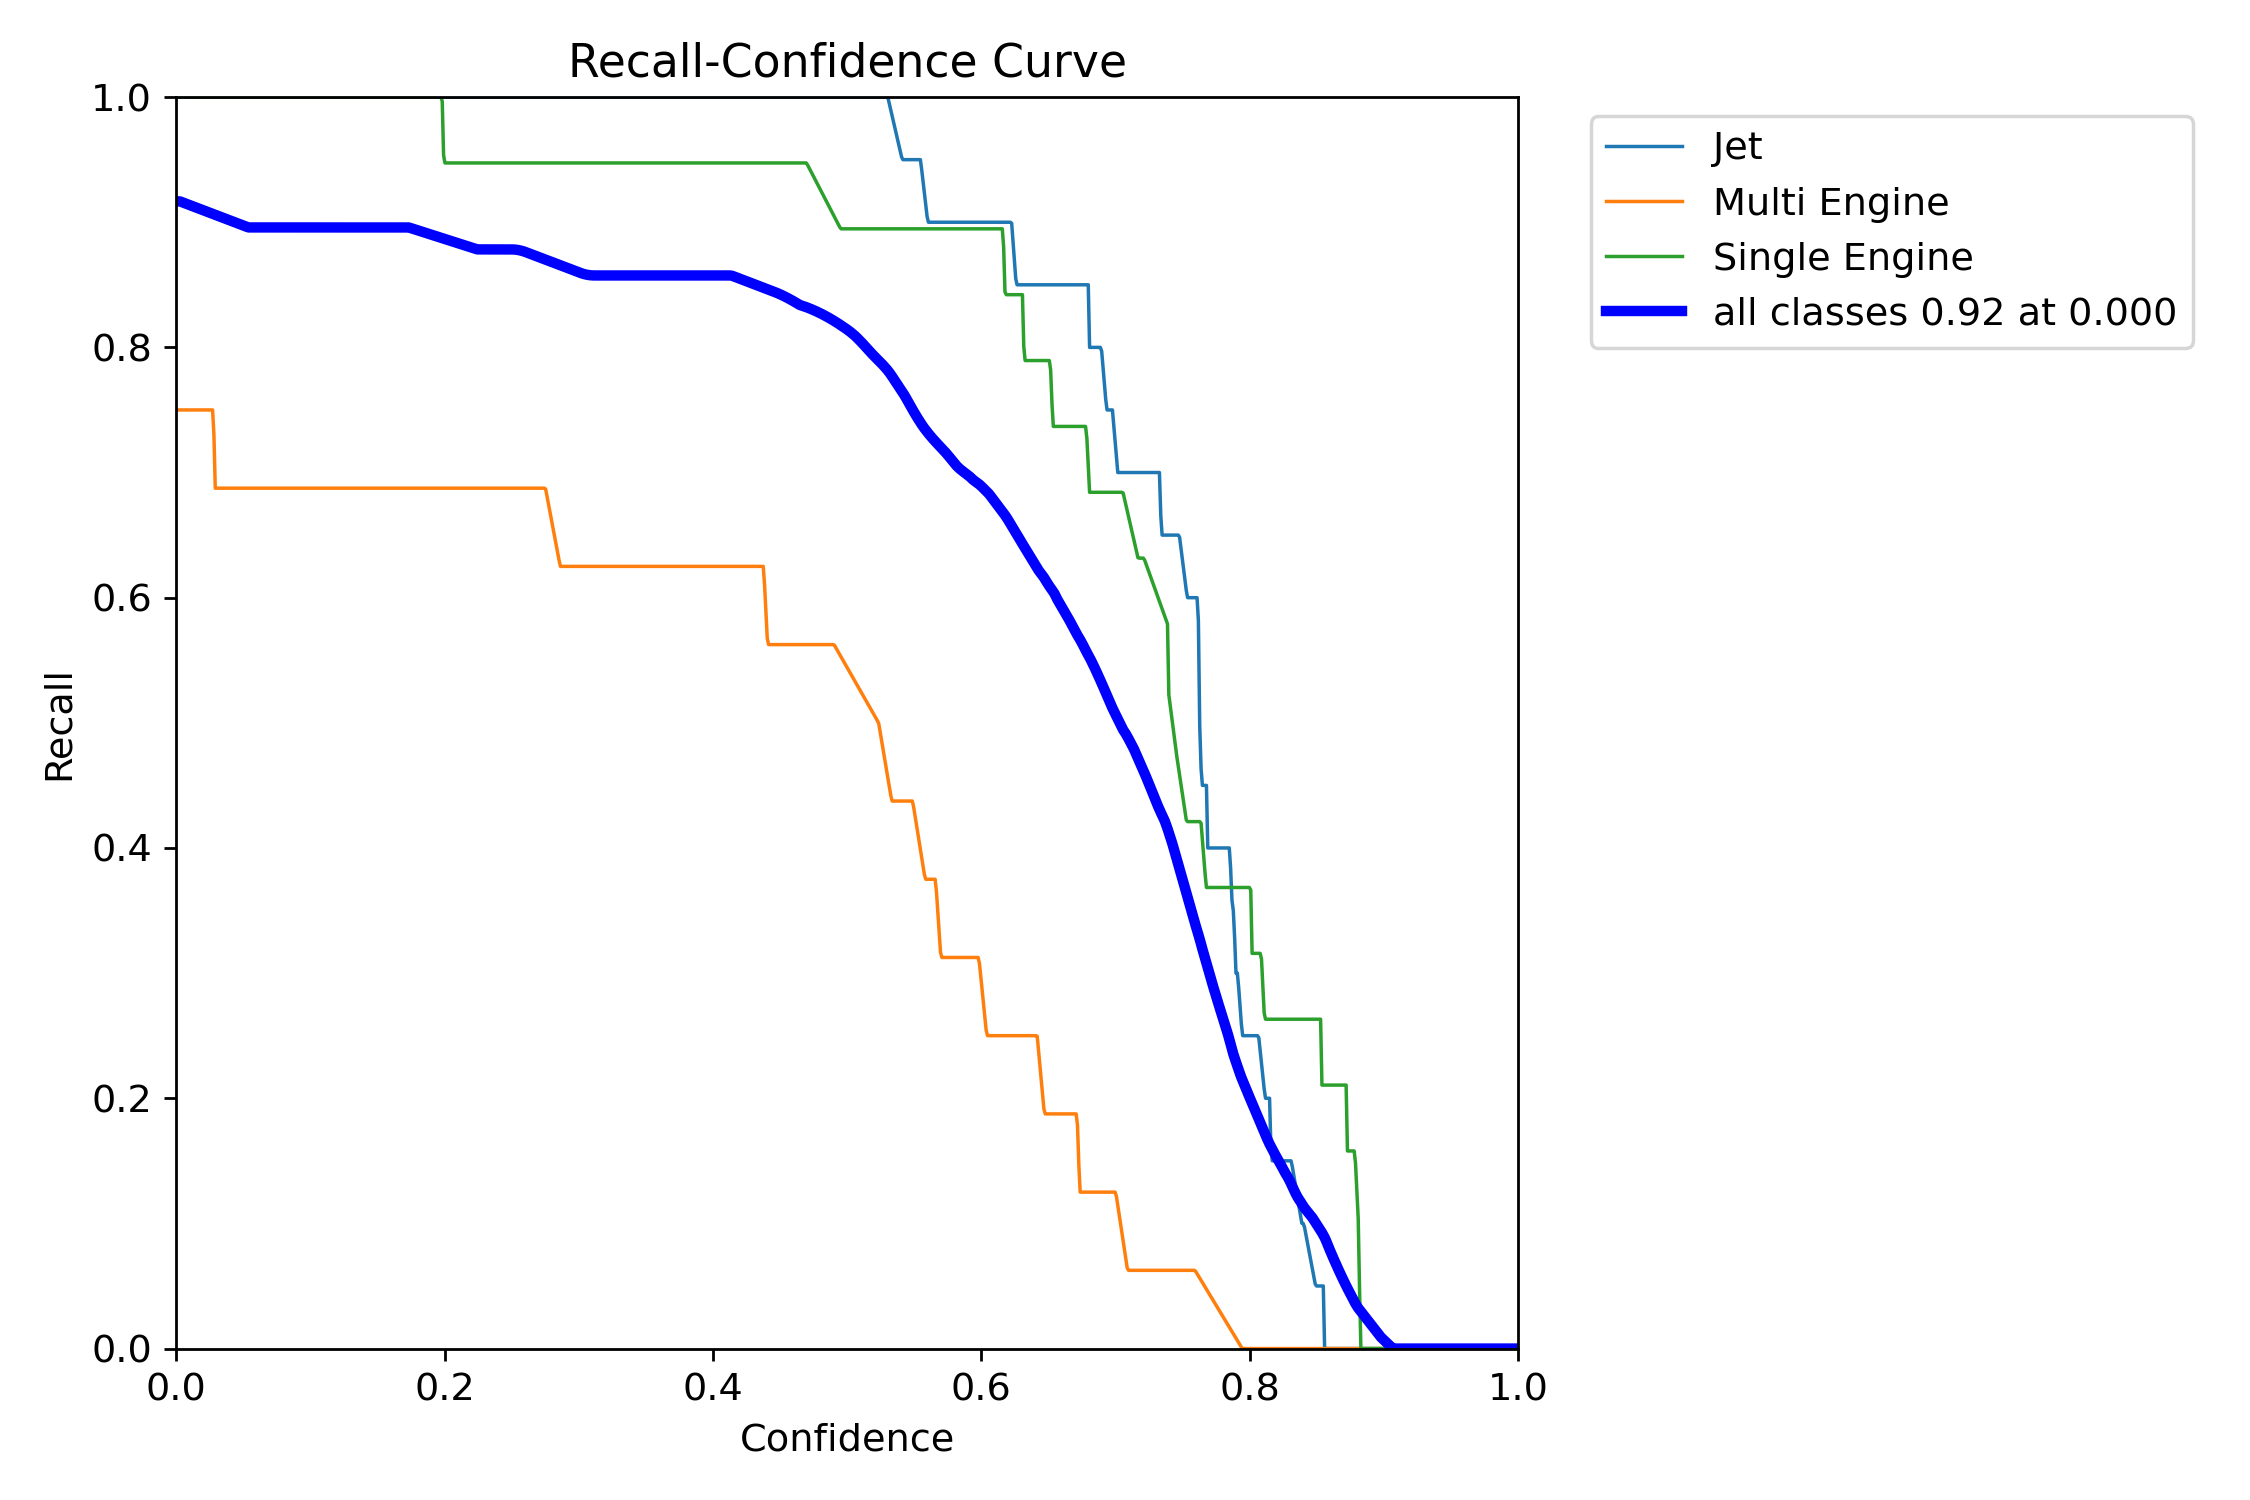 Recall-Confidence Curve
1.0
0.8
0.6
0.4
0.2
0.0
Recall
0.0 0.2 0.4 0.6 0.8 1.0
Confidence
Jet
Multi Engine
Single Engine
all classes 0.92 at 0.000